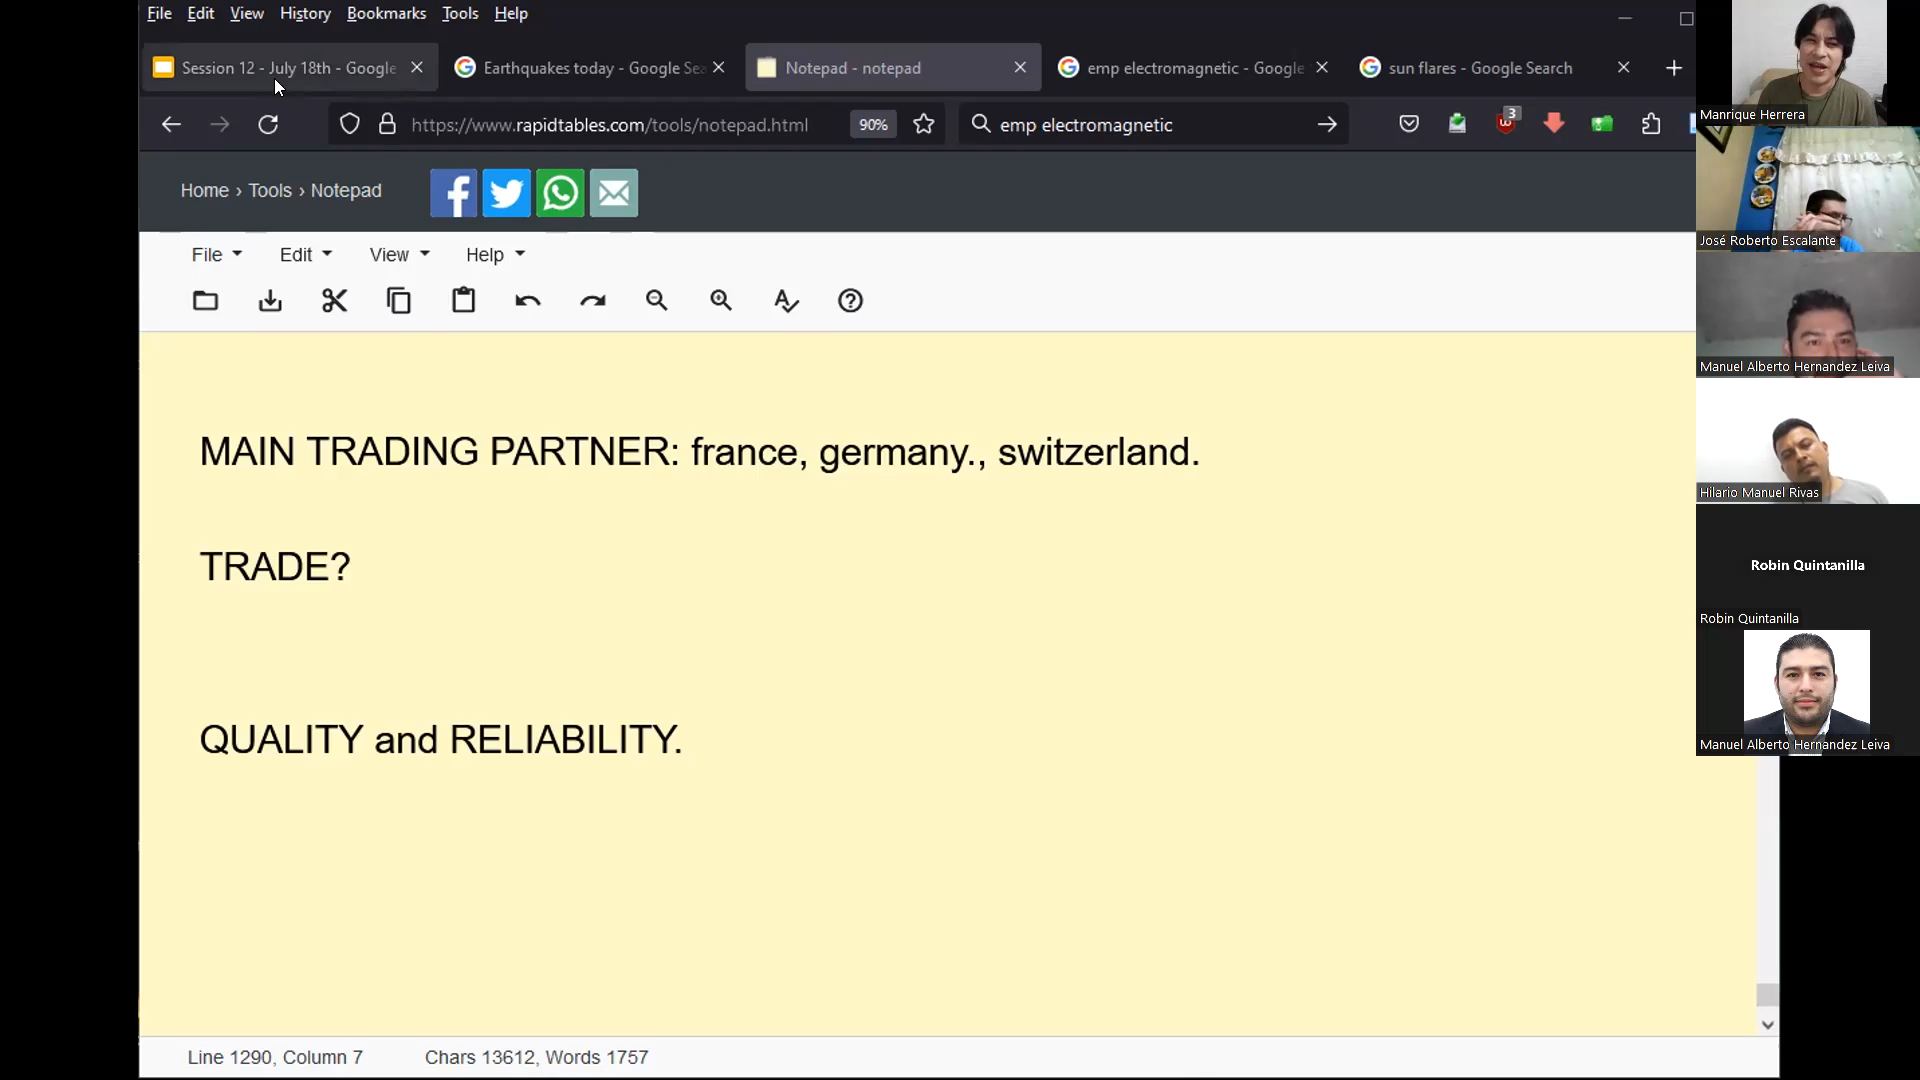 File Edit View History Bookmarks Tools Help
Session 12 - July 18th - Google
Earthquakes today - Google Sea
Notepad - notepad
emp electromagnetic - Google
sun flares - Google Search
https://www.rapidtables.com/tools/notepad.html
90%
emp electromagnetic
3
Home › Tools › Notepad
File Edit View Help
MAIN TRADING PARTNER: france, germany., switzerland.
TRADE?
QUALITY and RELIABILITY.
Line 1290, Column 7
Chars 13612, Words 1757
Manrique Herrera
José Roberto Escalante
Manuel Alberto Hernandez Leiva
Hilario Manuel Rivas
Robin Quintanilla
Robin Quintanilla
Manuel Alberto Hernandez Leiva